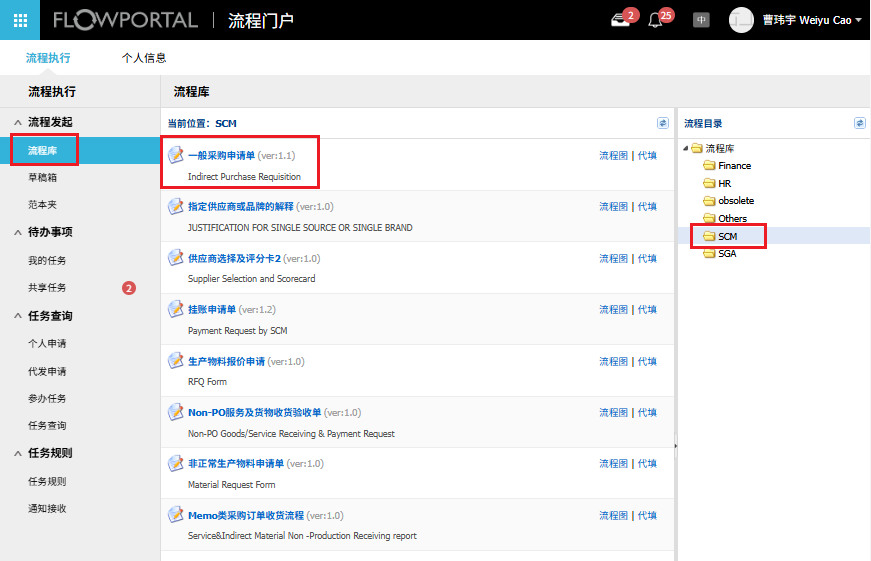 FLOWPORTAL 流程门户 2 25 中 曹玮宇 Weiyu Cao
流程执行 个人信息
流程执行
流程发起
流程库
草稿箱
范本夹
待办事项
我的任务
共享任务 2
任务查询
个人申请
代发申请
参办任务
任务查询
任务规则
任务规则
通知接收
流程库
当前位置：SCM
一般采购申请单 (ver:1.1) 流程图 | 代填
Indirect Purchase Requisition
指定供应商或品牌的解释 (ver:1.0) 流程图 | 代填
JUSTIFICATION FOR SINGLE SOURCE OR SINGLE BRAND
供应商选择及评分卡2 (ver:1.0) 流程图 | 代填
Supplier Selection and Scorecard
挂账申请单 (ver:1.2) 流程图 | 代填
Payment Request by SCM
生产物料报价申请 (ver:1.0) 流程图 | 代填
RFQ Form
Non-PO服务及货物收货验收单 (ver:1.0) 流程图 | 代填
Non-PO Goods/Service Receiving & Payment Request
非正常生产物料申请单 (ver:1.0) 流程图 | 代填
Material Request Form
Memo类采购订单收货流程 (ver:1.0) 流程图 | 代填
Service&Indirect Material Non -Production Receiving report
流程目录
流程库
Finance
HR
obsolete
Others
SCM
SGA